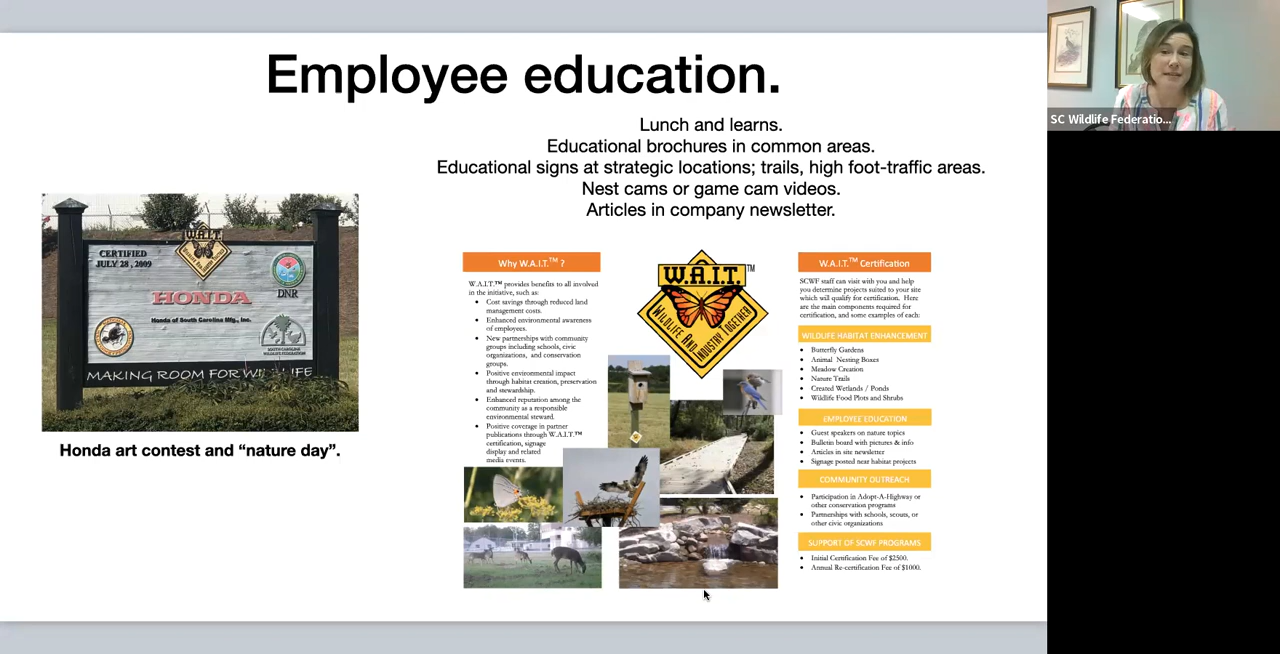 Employee education.
Lunch and learns.
Educational brochures in common areas.
Educational signs at strategic locations; trails, high foot-traffic areas.
Nest cams or game cam videos.
Articles in company newsletter.
W.A.I.T.
CERTIFIED
JULY 28, 2009
DNR
HONDA
Honda of South Carolina Mfg., Inc.
SOUTH CAROLINA
WILDLIFE FEDERATION
MAKING ROOM FOR WILDLIFE
Honda art contest and “nature day”.
Why W.A.I.T.™ ?
W.A.I.T.™ provides benefits to all involved
in the initiative, such as:
• Cost savings through reduced land
management costs.
• Enhanced environmental awareness
of employees.
• New partnerships with community
groups including schools, civic
organizations, and conservation
groups.
• Positive environmental impact
through habitat creation, preservation
and stewardship.
• Enhanced reputation among the
community as a responsible
environmental steward.
• Positive coverage in partner
publications through W.A.I.T.™
certification, signage
display and related
media events.
W.A.I.T.™
WILDLIFE AND INDUSTRY TOGETHER
W.A.I.T.™ Certification
SCWF staff can visit with you and help
you determine projects suited to your site
which will qualify for certification. Here
are the main components required for
certification, and some examples of each:
WILDLIFE HABITAT ENHANCEMENT
• Butterfly Gardens
• Animal Nesting Boxes
• Meadow Creation
• Nature Trails
• Created Wetlands / Ponds
• Wildlife Food Plots and Shrubs
EMPLOYEE EDUCATION
• Guest speakers on nature topics
• Bulletin board with pictures & info
• Articles in site newsletter
• Signage posted near habitat projects
COMMUNITY OUTREACH
• Participation in Adopt-A-Highway or
other conservation programs
• Partnerships with schools, scouts, or
other civic organizations
SUPPORT OF SCWF PROGRAMS
• Initial Certification Fee of $2500.
• Annual Re-certification Fee of $1000.
SC Wildlife Federatio...